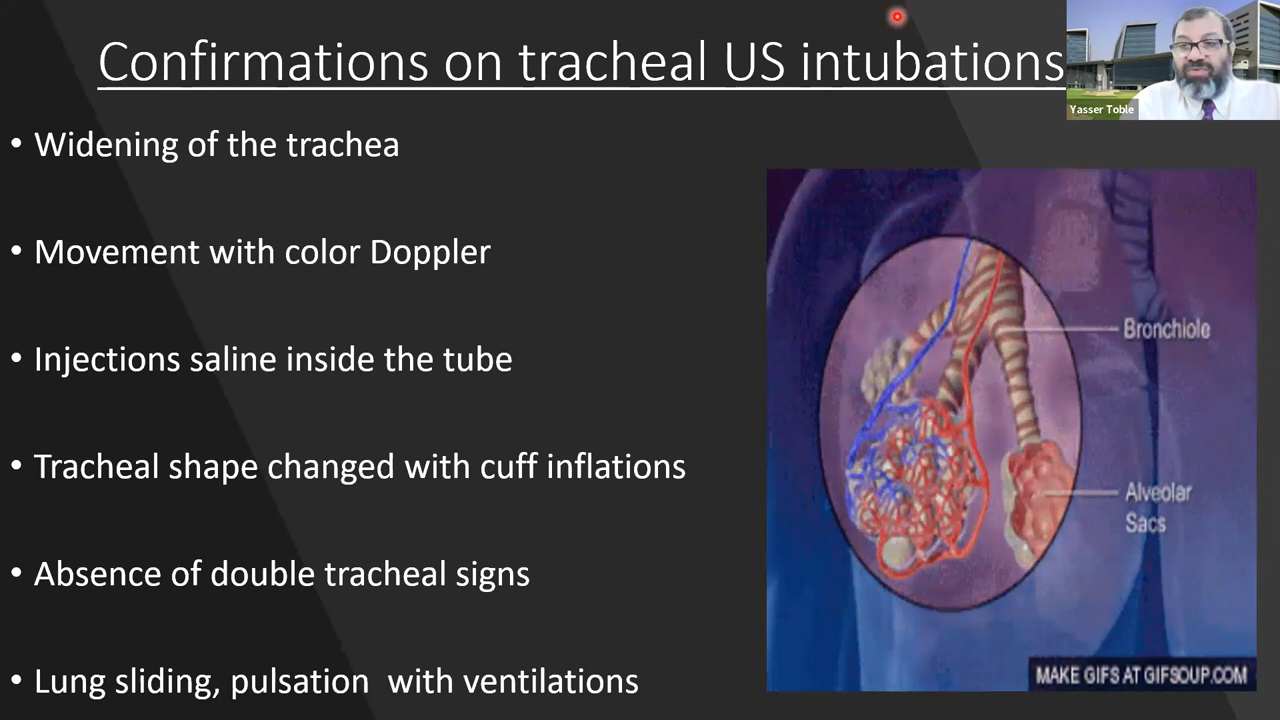 Confirmations on tracheal US intubations
Yasser Toble
• Widening of the trachea
• Movement with color Doppler
• Injections saline inside the tube
• Tracheal shape changed with cuff inflations
• Absence of double tracheal signs
• Lung sliding, pulsation with ventilations
Bronchiole
Alveolar
Sacs
MAKE GIFS AT GIFSOUP.COM